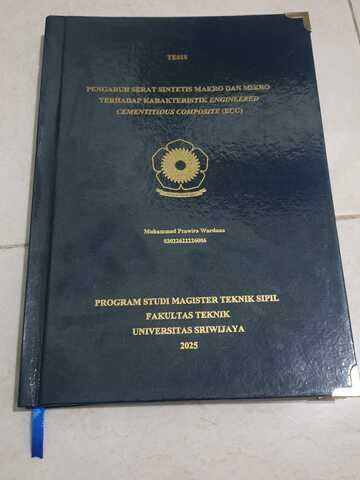 TESIS
PENGARUH SERAT SINTETIS MAKRO DAN MIKRO
TERHADAP KARAKTERISTIK ENGINEERED
CEMENTITIOUS COMPOSITE (ECC)
Muhammad Prawira Wardana
03022622226006
PROGRAM STUDI MAGISTER TEKNIK SIPIL
FAKULTAS TEKNIK
UNIVERSITAS SRIWIJAYA
2025